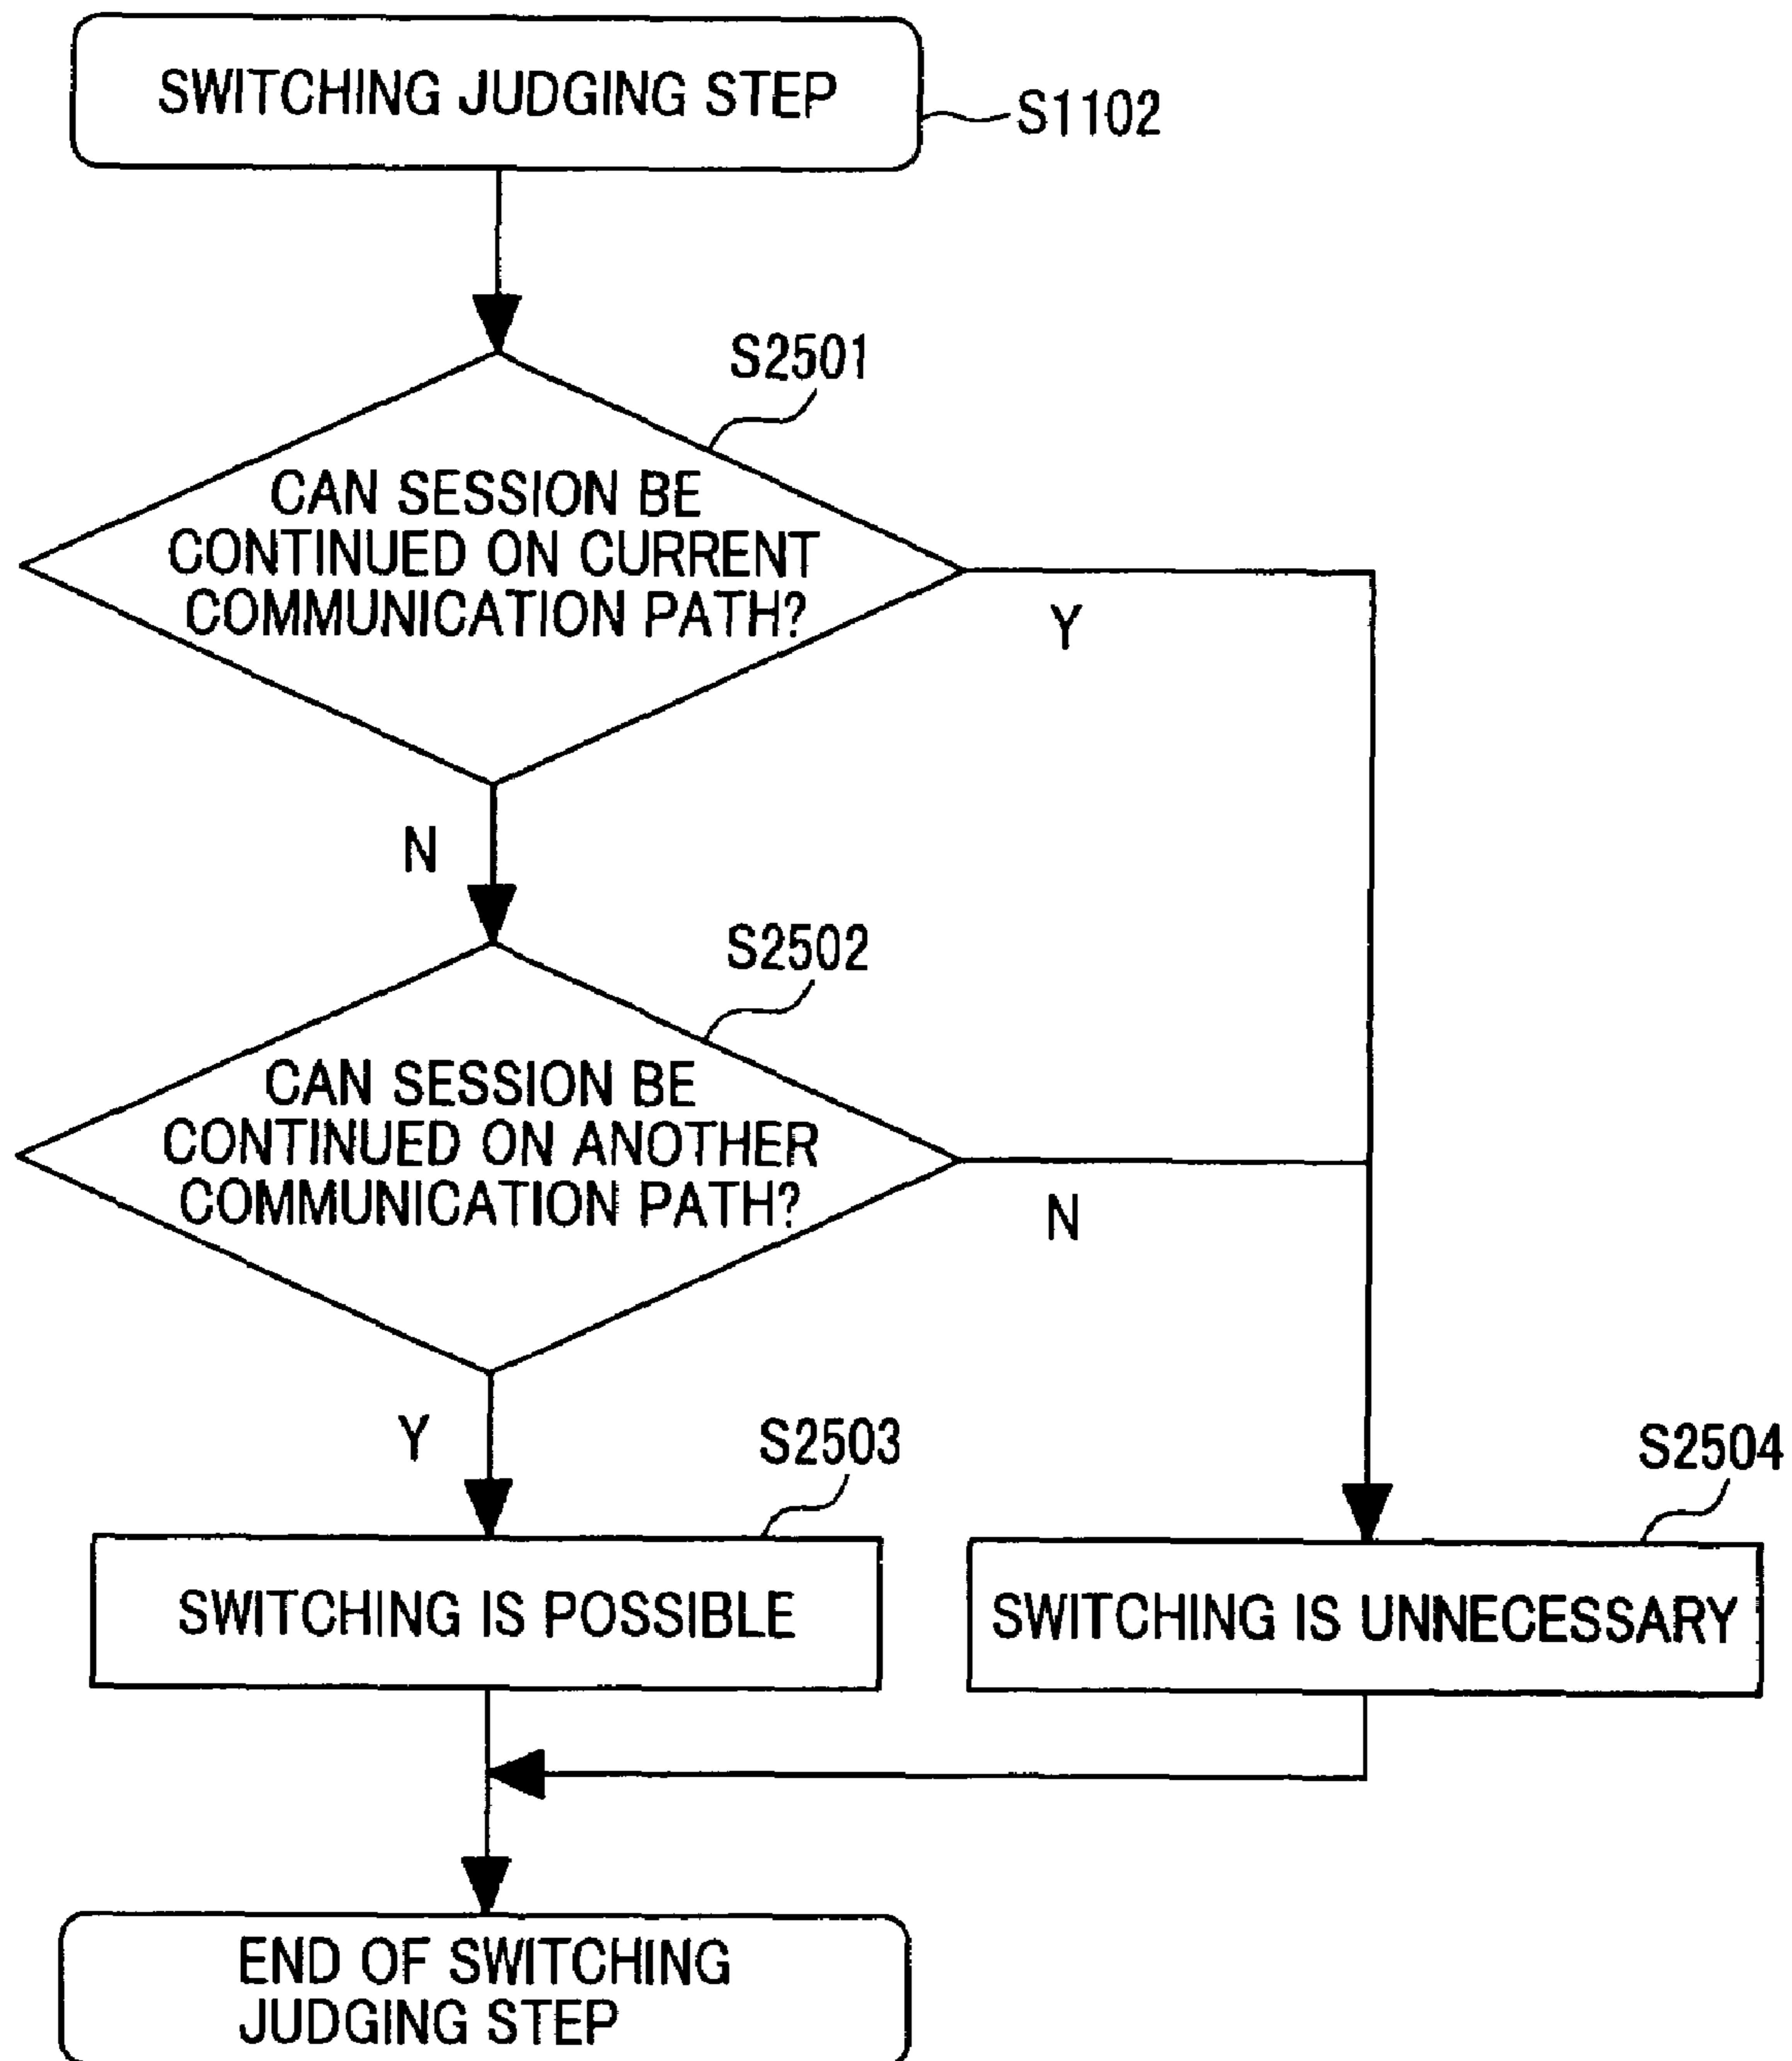 SWITCHING JUDGING STEP
S1102
S2501
CAN SESSION BE
CONTINUED ON CURRENT
COMMUNICATION PATH?
Y
N
S2502
CAN SESSION BE
CONTINUED ON ANOTHER
COMMUNICATION PATH?
N
Y
S2503
S2504
SWITCHING IS POSSIBLE
SWITCHING IS UNNECESSARY
END OF SWITCHING
JUDGING STEP